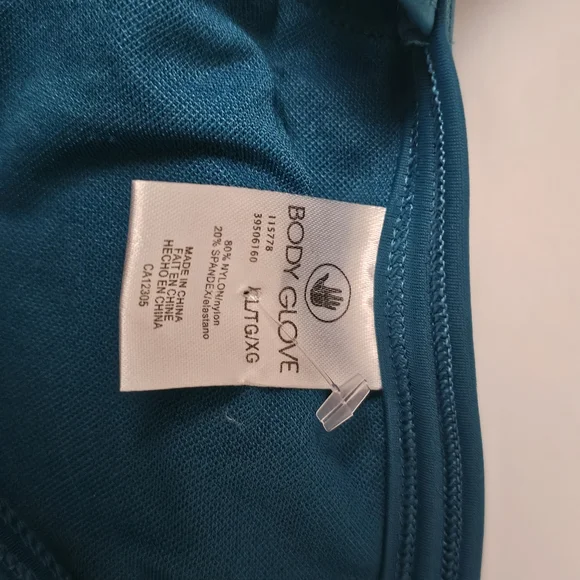 BODY GLOVE
115778
39506160
XL/TG/XG
80% NYLON/nylon
20% SPANDEX/elastano
MADE IN CHINA
FAIT EN CHINE
HECHO EN CHINA
CA12305